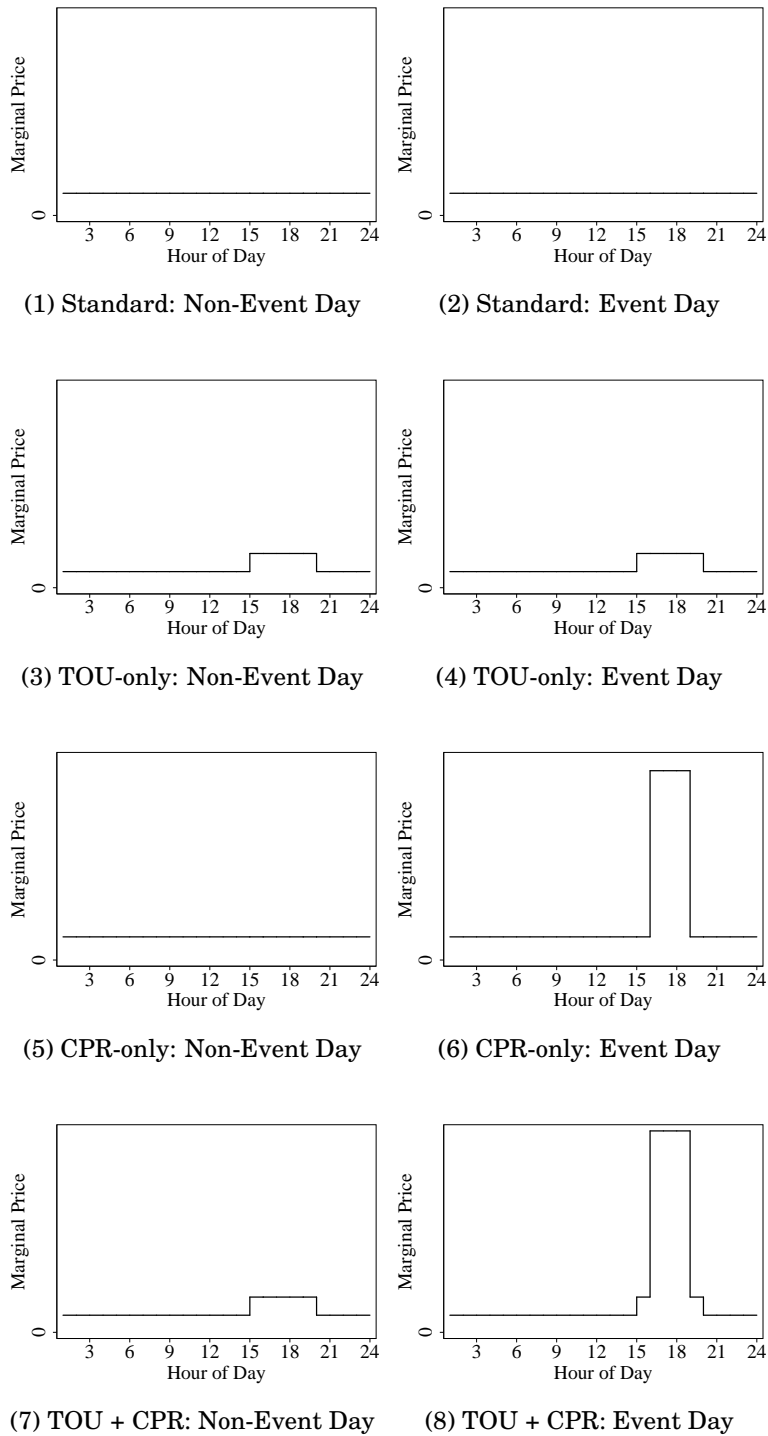 Marginal Price
0
3 6 9 12 15 18 21 24
Hour of Day
(1) Standard: Non-Event Day
Marginal Price
0
3 6 9 12 15 18 21 24
Hour of Day
(2) Standard: Event Day
Marginal Price
0
3 6 9 12 15 18 21 24
Hour of Day
(3) TOU-only: Non-Event Day
Marginal Price
0
3 6 9 12 15 18 21 24
Hour of Day
(4) TOU-only: Event Day
Marginal Price
0
3 6 9 12 15 18 21 24
Hour of Day
(5) CPR-only: Non-Event Day
Marginal Price
0
3 6 9 12 15 18 21 24
Hour of Day
(6) CPR-only: Event Day
Marginal Price
0
3 6 9 12 15 18 21 24
Hour of Day
(7) TOU + CPR: Non-Event Day
Marginal Price
0
3 6 9 12 15 18 21 24
Hour of Day
(8) TOU + CPR: Event Day